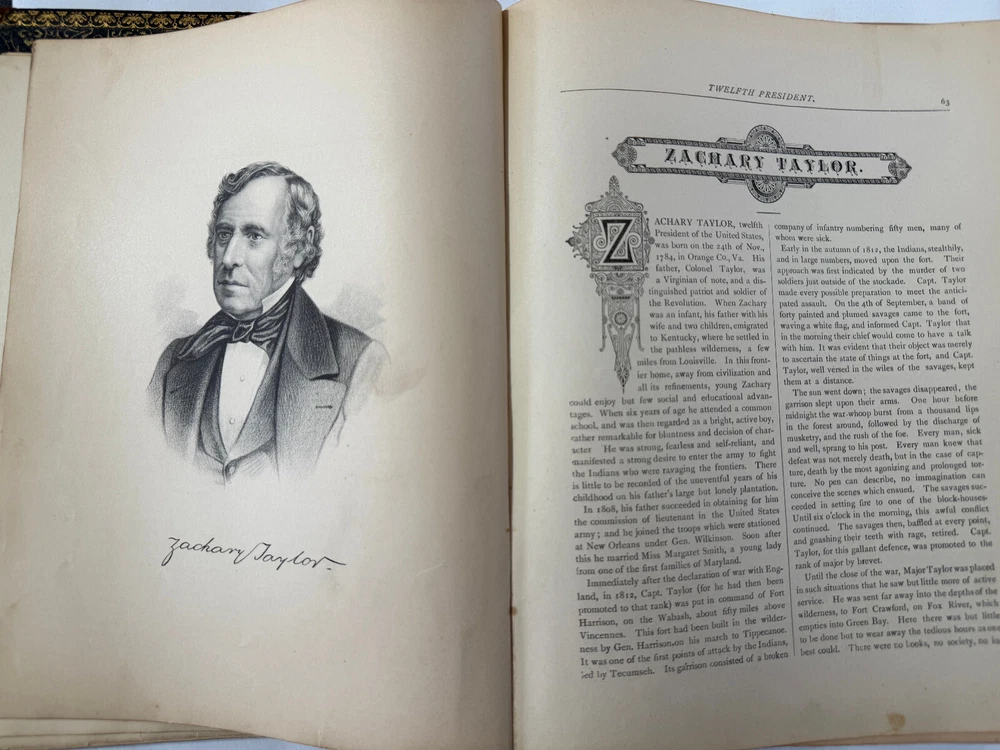 Zachary Taylor.
TWELFTH PRESIDENT.
63
ZACHARY TAYLOR.
ZACHARY TAYLOR, twelfth
President of the United States,
was born on the 24th of Nov.,
1784, in Orange Co., Va. His
father, Colonel Taylor, was
a Virginian of note, and a dis-
tinguished patriot and soldier of
the Revolution. When Zachary
was an infant, his father with his
wife and two children, emigrated
to Kentucky, where he settled in
the pathless wilderness, a few
miles from Louisville. In this front-
ier home, away from civilization and
all its refinements, young Zachary
could enjoy but few social and educational advan-
tages. When six years of age he attended a common
school, and was then regarded as a bright, active boy,
rather remarkable for bluntness and decision of char-
acter He was strong, fearless and self-reliant, and
manifested a strong desire to enter the army to fight
the Indians who were ravaging the frontiers. There
is little to be recorded of the uneventful years of his
childhood on his father's large but lonely plantation.
In 1808, his father succeeded in obtaining for him
the commission of lieutenant in the United States
army; and he joined the troops which were stationed
at New Orleans under Gen. Wilkinson. Soon after
this he married Miss Margaret Smith, a young lady
from one of the first families of Maryland.
Immediately after the declaration of war with Eng-
land, in 1812, Capt. Taylor (for he had then been
promoted to that rank) was put in command of Fort
Harrison, on the Wabash, about fifty miles above
Vincennes. This fort had been built in the wilder-
ness by Gen. Harrison, on his march to Tippecanoe.
It was one of the first points of attack by the Indians,
led by Tecumseh. Its garrison consisted of a broken
company of infantry numbering fifty men, many of
whom were sick.
Early in the autumn of 1812, the Indians, stealthily,
and in large numbers, moved upon the fort. Their
approach was first indicated by the murder of two
soldiers just outside of the stockade. Capt. Taylor
made every possible preparation to meet the antici-
pated assault. On the 4th of September, a band of
forty painted and plumed savages came to the fort,
waving a white flag, and informed Capt. Taylor that
in the morning their chief would come to have a talk
with him. It was evident that their object was merely
to ascertain the state of things at the fort, and Capt.
Taylor, well versed in the wiles of the savages, kept
them at a distance.
The sun went down; the savages disappeared, the
garrison slept upon their arms. One hour before
midnight the war-whoop burst from a thousand lips
in the forest around, followed by the discharge of
musketry, and the rush of the foe. Every man, sick
and well, sprang to his post. Every man knew that
defeat was not merely death, but in the case of cap-
ture, death by the most agonizing and prolonged tor-
ture. No pen can describe, no immagination can
conceive the scenes which ensued. The savages suc-
ceeded in setting fire to one of the block-houses-
Until six o'clock in the morning, this awful conflict
continued. The savages then, baffled at every point,
and gnashing their teeth with rage, retired. Capt.
Taylor, for this gallant defence, was promoted to the
rank of major by brevet.
Until the close of the war, Major Taylor was placed
in such situations that he saw but little more of active
service. He was sent far away into the depths of the
wilderness, to Fort Crawford, on Fox River, which
empties into Green Bay. Here there was but little
to be done but to wear away the tedious hours as one
best could. There were no books, no society, no in